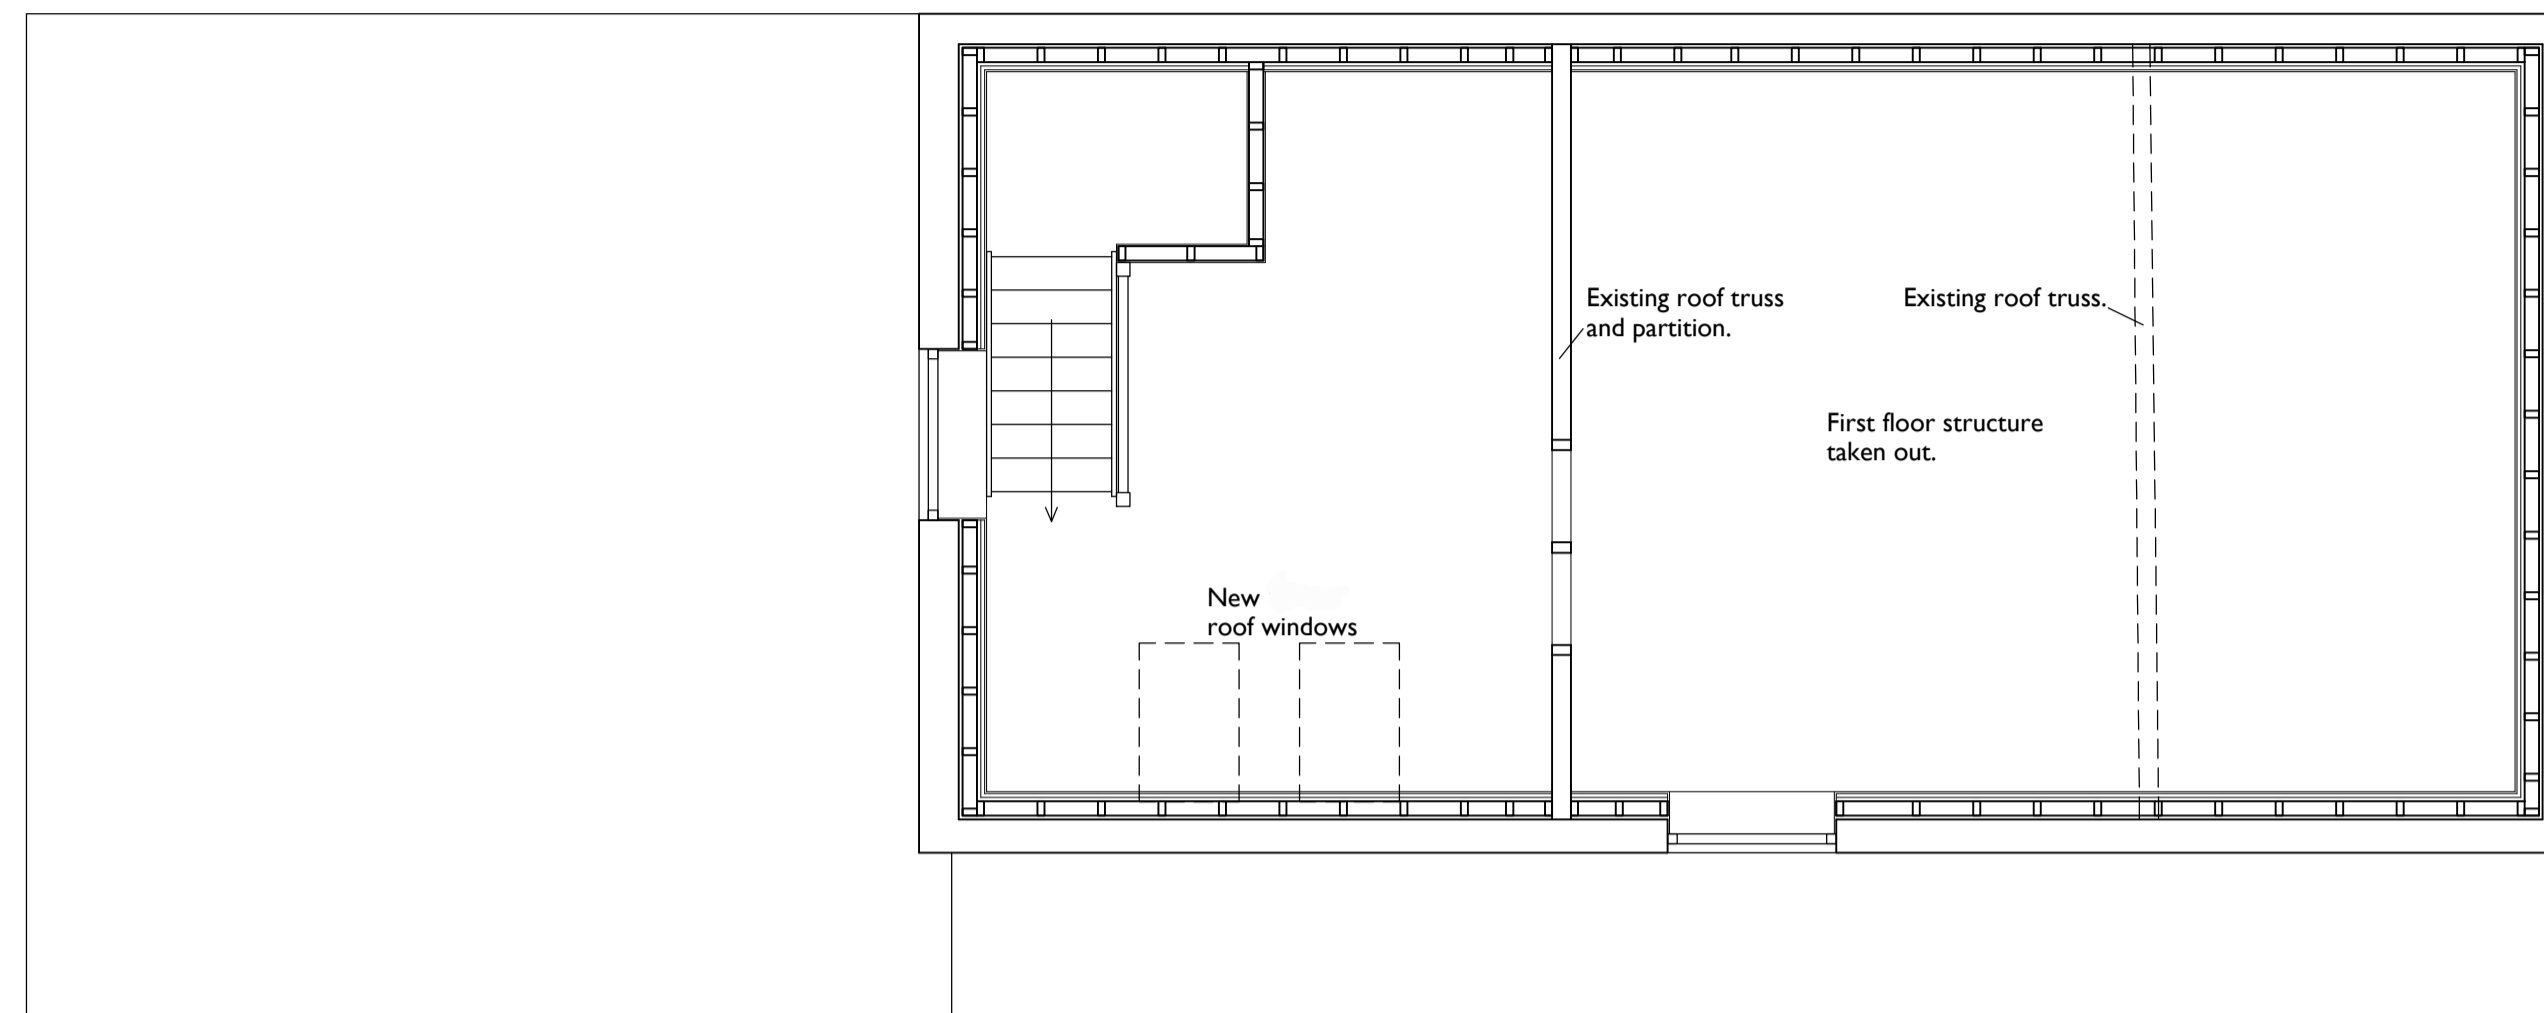 Existing roof truss
and partition.
Existing roof truss.
First floor structure
taken out.
New
roof windows